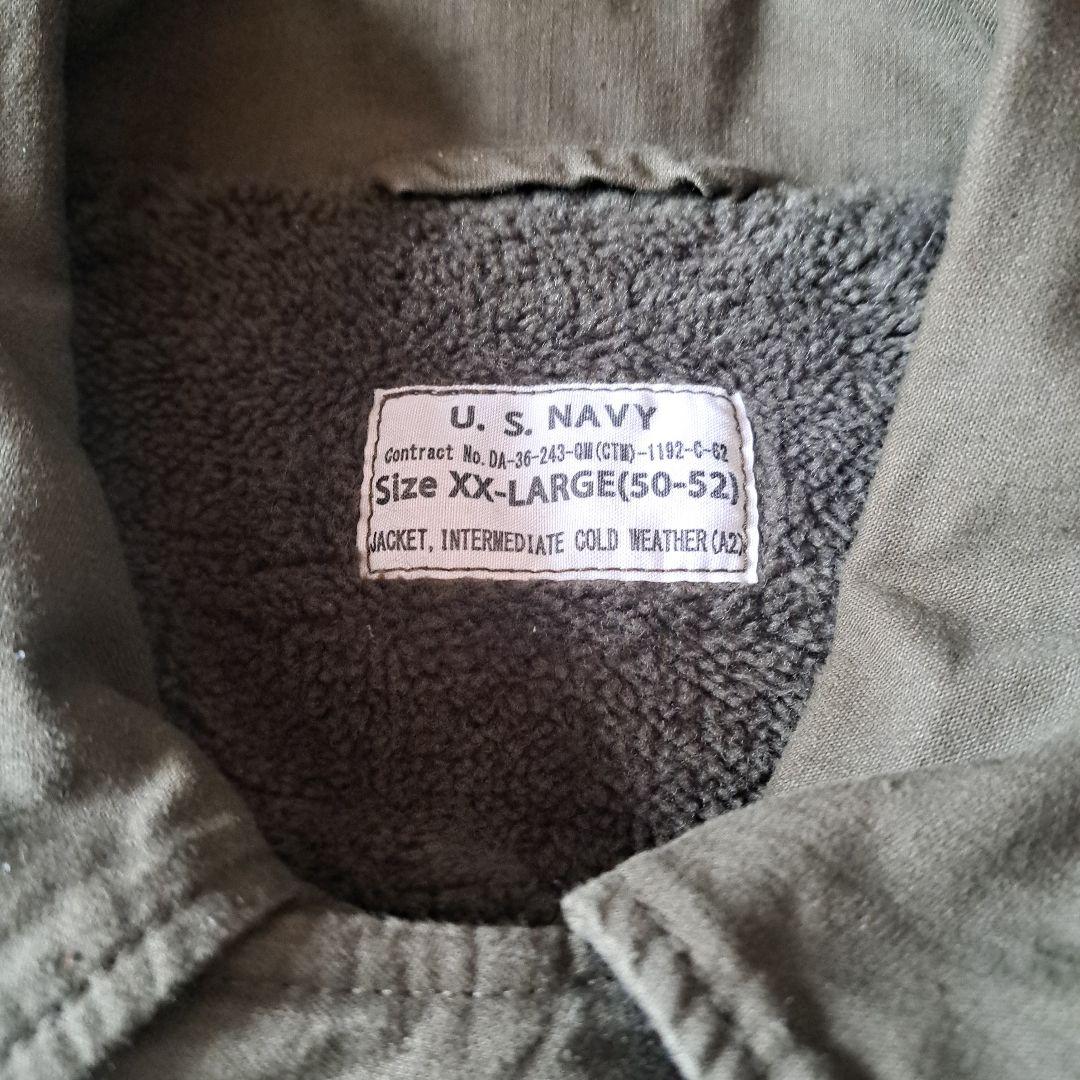 U. S. NAVY
Contract No. DA-36-243-QM(CTM)-1192-C-62
Size XX-LARGE(50-52)
JACKET, INTERMEDIATE COLD WEATHER(A2)